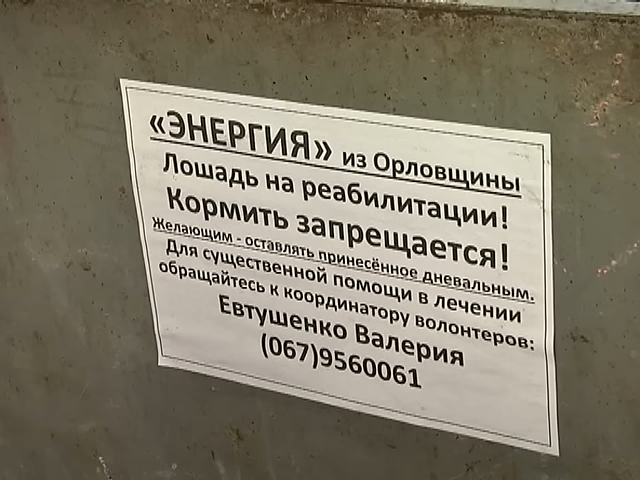 «ЭНЕРГИЯ» из Орловщины
Лошадь на реабилитации!
Кормить запрещается!
Желающим - оставлять принесённое дневальным.
Для существенной помощи в лечении
обращайтесь к координатору волонтеров:
Евтушенко Валерия
(067)9560061